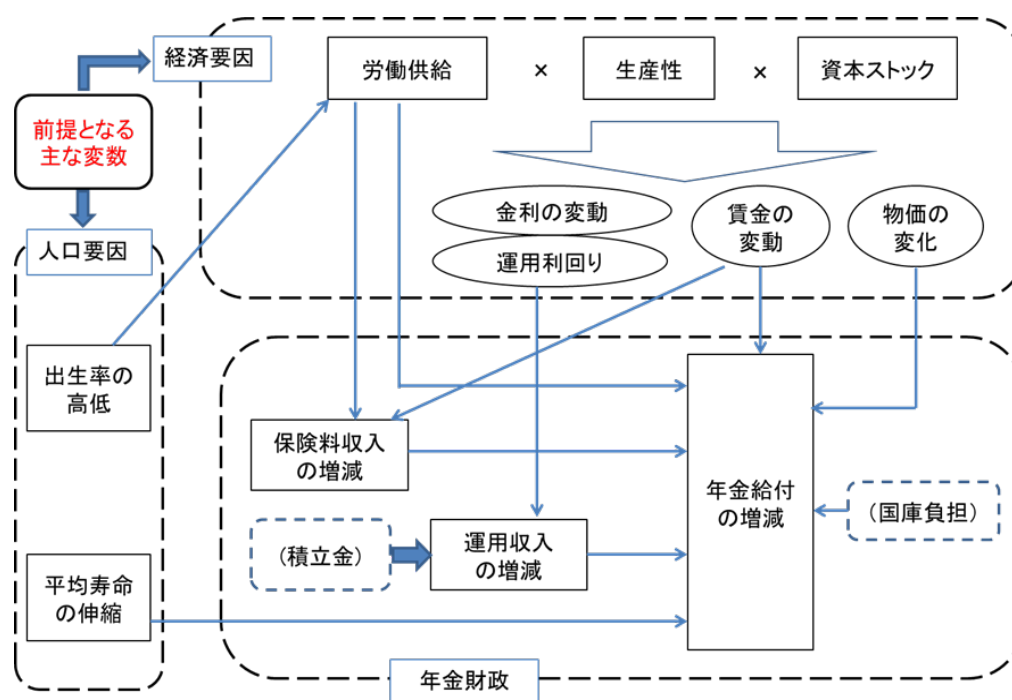 経済要因
労働供給
×
生産性
×
資本ストック
前提となる
主な変数
人口要因
金利の変動
運用利回り
賃金の
変動
物価の
変化
出生率の
高低
保険料収入
の増減
年金給付
の増減
(国庫負担)
(積立金)
運用収入
の増減
平均寿命
の伸縮
年金財政